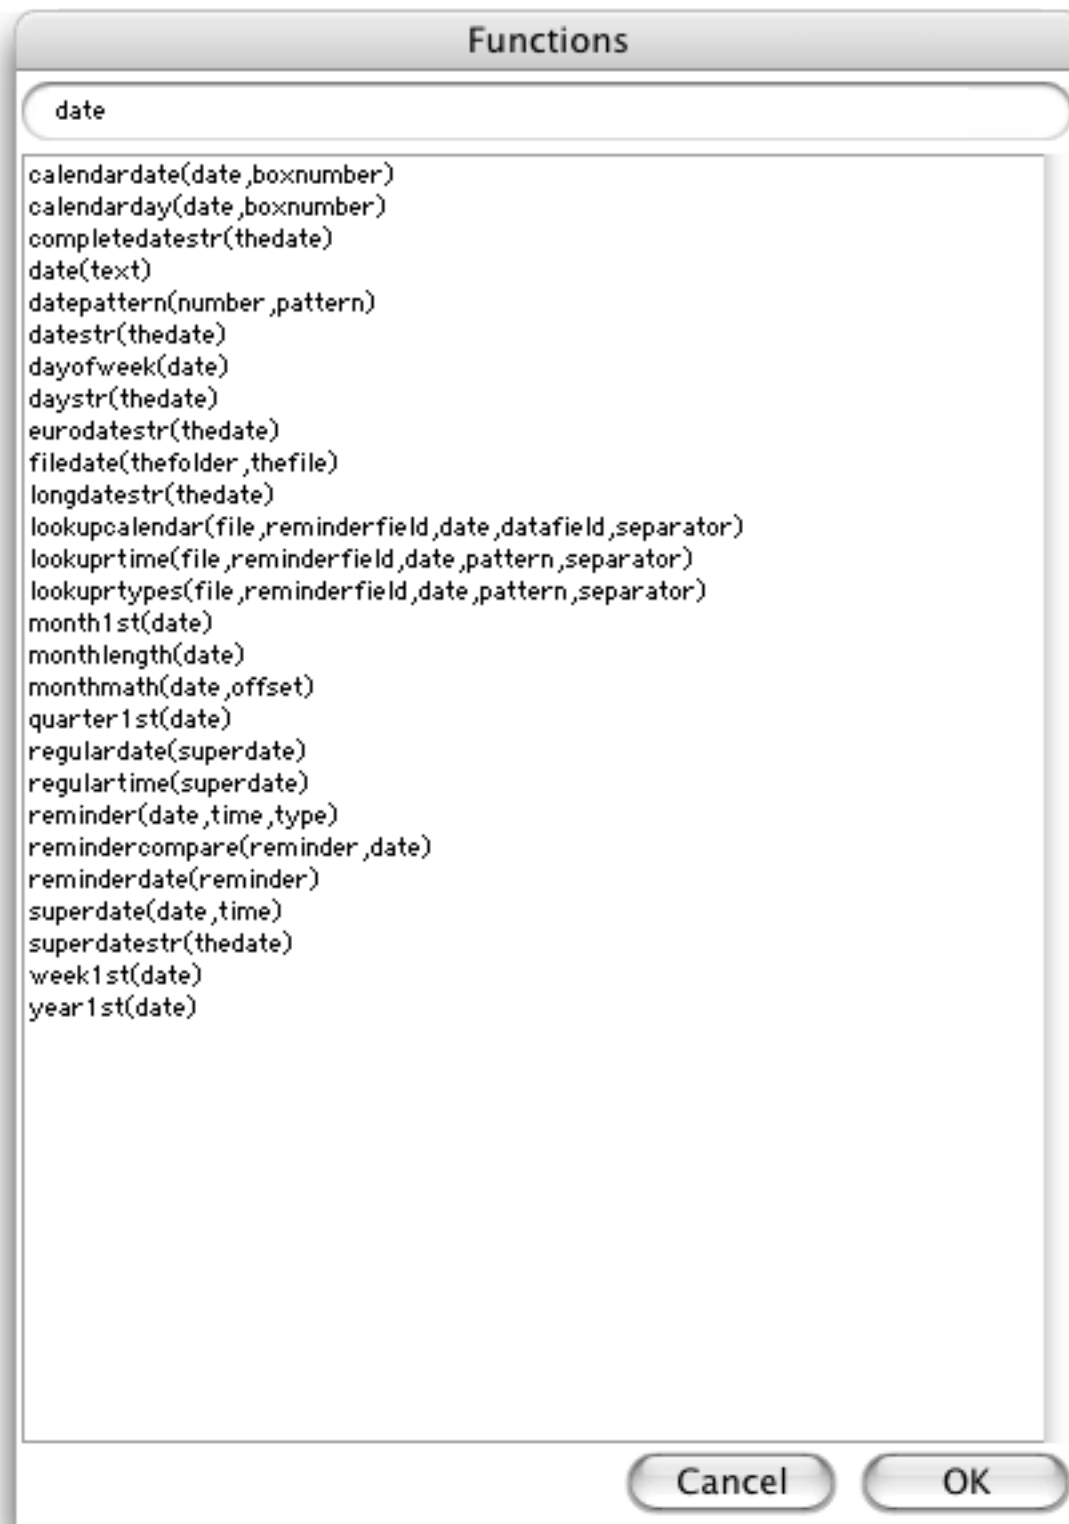 Functions
date
calendardate(date,boxnumber)
calendarday(date,boxnumber)
completedatestr(thedate)
date(text)
datepattern(number,pattern)
datestr(thedate)
dayofweek(date)
daystr(thedate)
eurodatestr(thedate)
filedate(thefolder,thefile)
longdatestr(thedate)
lookupcalendar(file,reminderfield,date,datafield,separator)
lookuprtime(file,reminderfield,date,pattern,separator)
lookuprtypes(file,reminderfield,date,pattern,separator)
month1st(date)
monthlength(date)
monthmath(date,offset)
quarter1st(date)
regulardate(superdate)
regulartime(superdate)
reminder(date,time,type)
remindercompare(reminder,date)
reminderdate(reminder)
superdate(date,time)
superdatestr(thedate)
week1st(date)
year1st(date)
Cancel OK